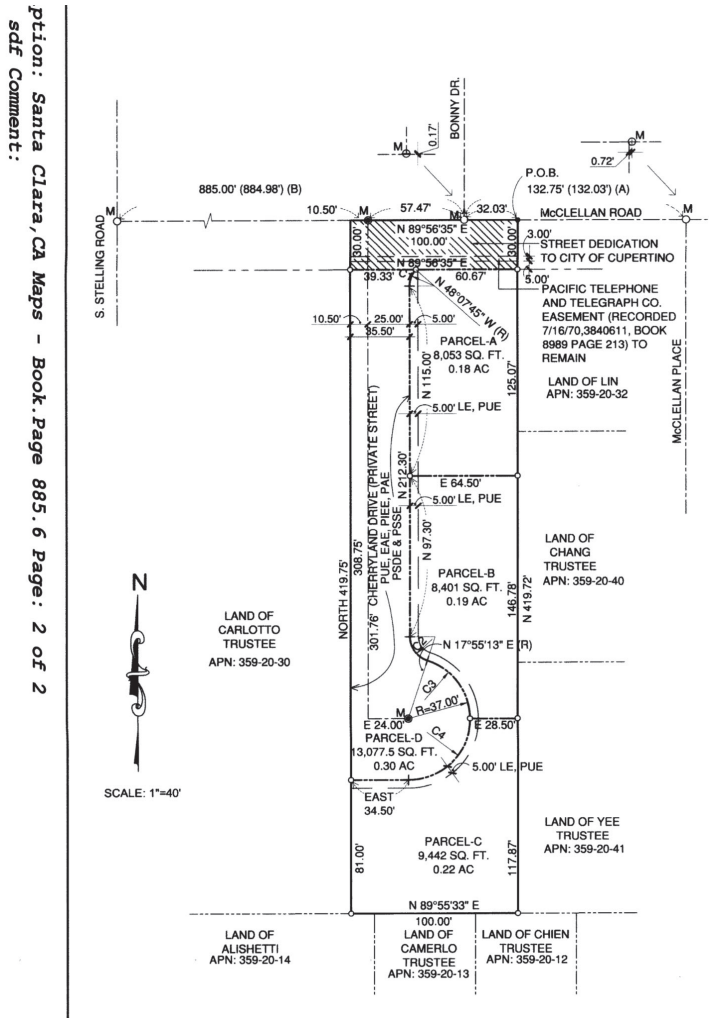 ption: Santa Clara,CA Maps - Book.Page 885.6 Page: 2 of 2
sdf Comment:
BONNY DR.
M
0.17'
M
0.72'
P.O.B.
132.75' (132.03') (A)
885.00' (884.98') (B)
10.50'
M
57.47'
M
32.03'
McCLELLAN ROAD
M
M
S. STELLING ROAD
30.00'
N 89°56'35" E
100.00'
30.00'
3.00'
STREET DEDICATION
TO CITY OF CUPERTINO
N 89°56'35" E
39.33'
60.67'
5.00'
N 48°07'45" W (R)
PACIFIC TELEPHONE
AND TELEGRAPH CO.
EASEMENT (RECORDED
7/16/70,3840611, BOOK
8989 PAGE 213) TO
REMAIN
10.50'
25.00'
5.00'
35.50'
PARCEL-A
8,053 SQ. FT.
0.18 AC
N 115.00'
125.07'
LAND OF LIN
APN: 359-20-32
McCLELLAN PLACE
5.00' LE, PUE
E 64.50'
N 212.30'
5.00' LE, PUE
N 97.30'
CHERRYLAND DRIVE (PRIVATE STREET)
PUE, EAE, PIEE, PAE
PSDE & PSSE
301.76'
308.75'
NORTH 419.75'
PARCEL-B
8,401 SQ. FT.
0.19 AC
146.78'
N 419.72'
LAND OF
CHANG
TRUSTEE
APN: 359-20-40
N
LAND OF
CARLOTTO
TRUSTEE
APN: 359-20-30
N 17°55'13" E (R)
C3
R=37.00'
M
E 24.00'
E 28.50'
C4
PARCEL-D
13,077.5 SQ. FT.
0.30 AC
5.00' LE, PUE
SCALE: 1"=40'
EAST
34.50'
LAND OF YEE
TRUSTEE
APN: 359-20-41
PARCEL-C
9,442 SQ. FT.
0.22 AC
81.00'
117.87'
N 89°55'33" E
100.00'
LAND OF
ALISHETTI
APN: 359-20-14
LAND OF
CAMERLO
TRUSTEE
APN: 359-20-13
LAND OF CHIEN
TRUSTEE
APN: 359-20-12